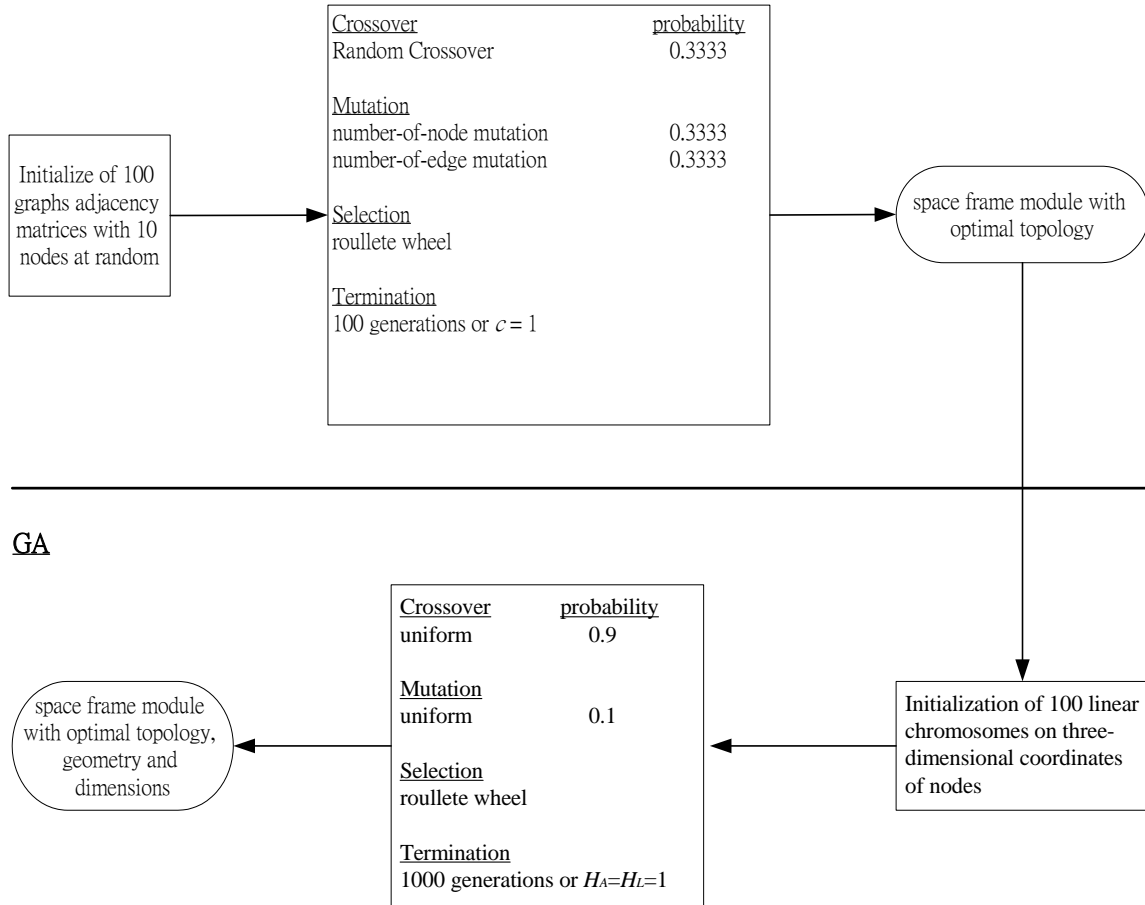 Initialize of 100
graphs adjacency
matrices with 10
nodes at random
Crossover probability
Random Crossover 0.3333
Mutation
number-of-node mutation 0.3333
number-of-edge mutation 0.3333
Selection
roullete wheel
Termination
100 generations or c = 1
space frame module with
optimal topology
GA
Crossover probability
uniform 0.9
Mutation
uniform 0.1
Selection
roullete wheel
Termination
1000 generations or HA=HL=1
Initialization of 100 linear
chromosomes on three-
dimensional coordinates
of nodes
space frame module
with optimal topology,
geometry and
dimensions